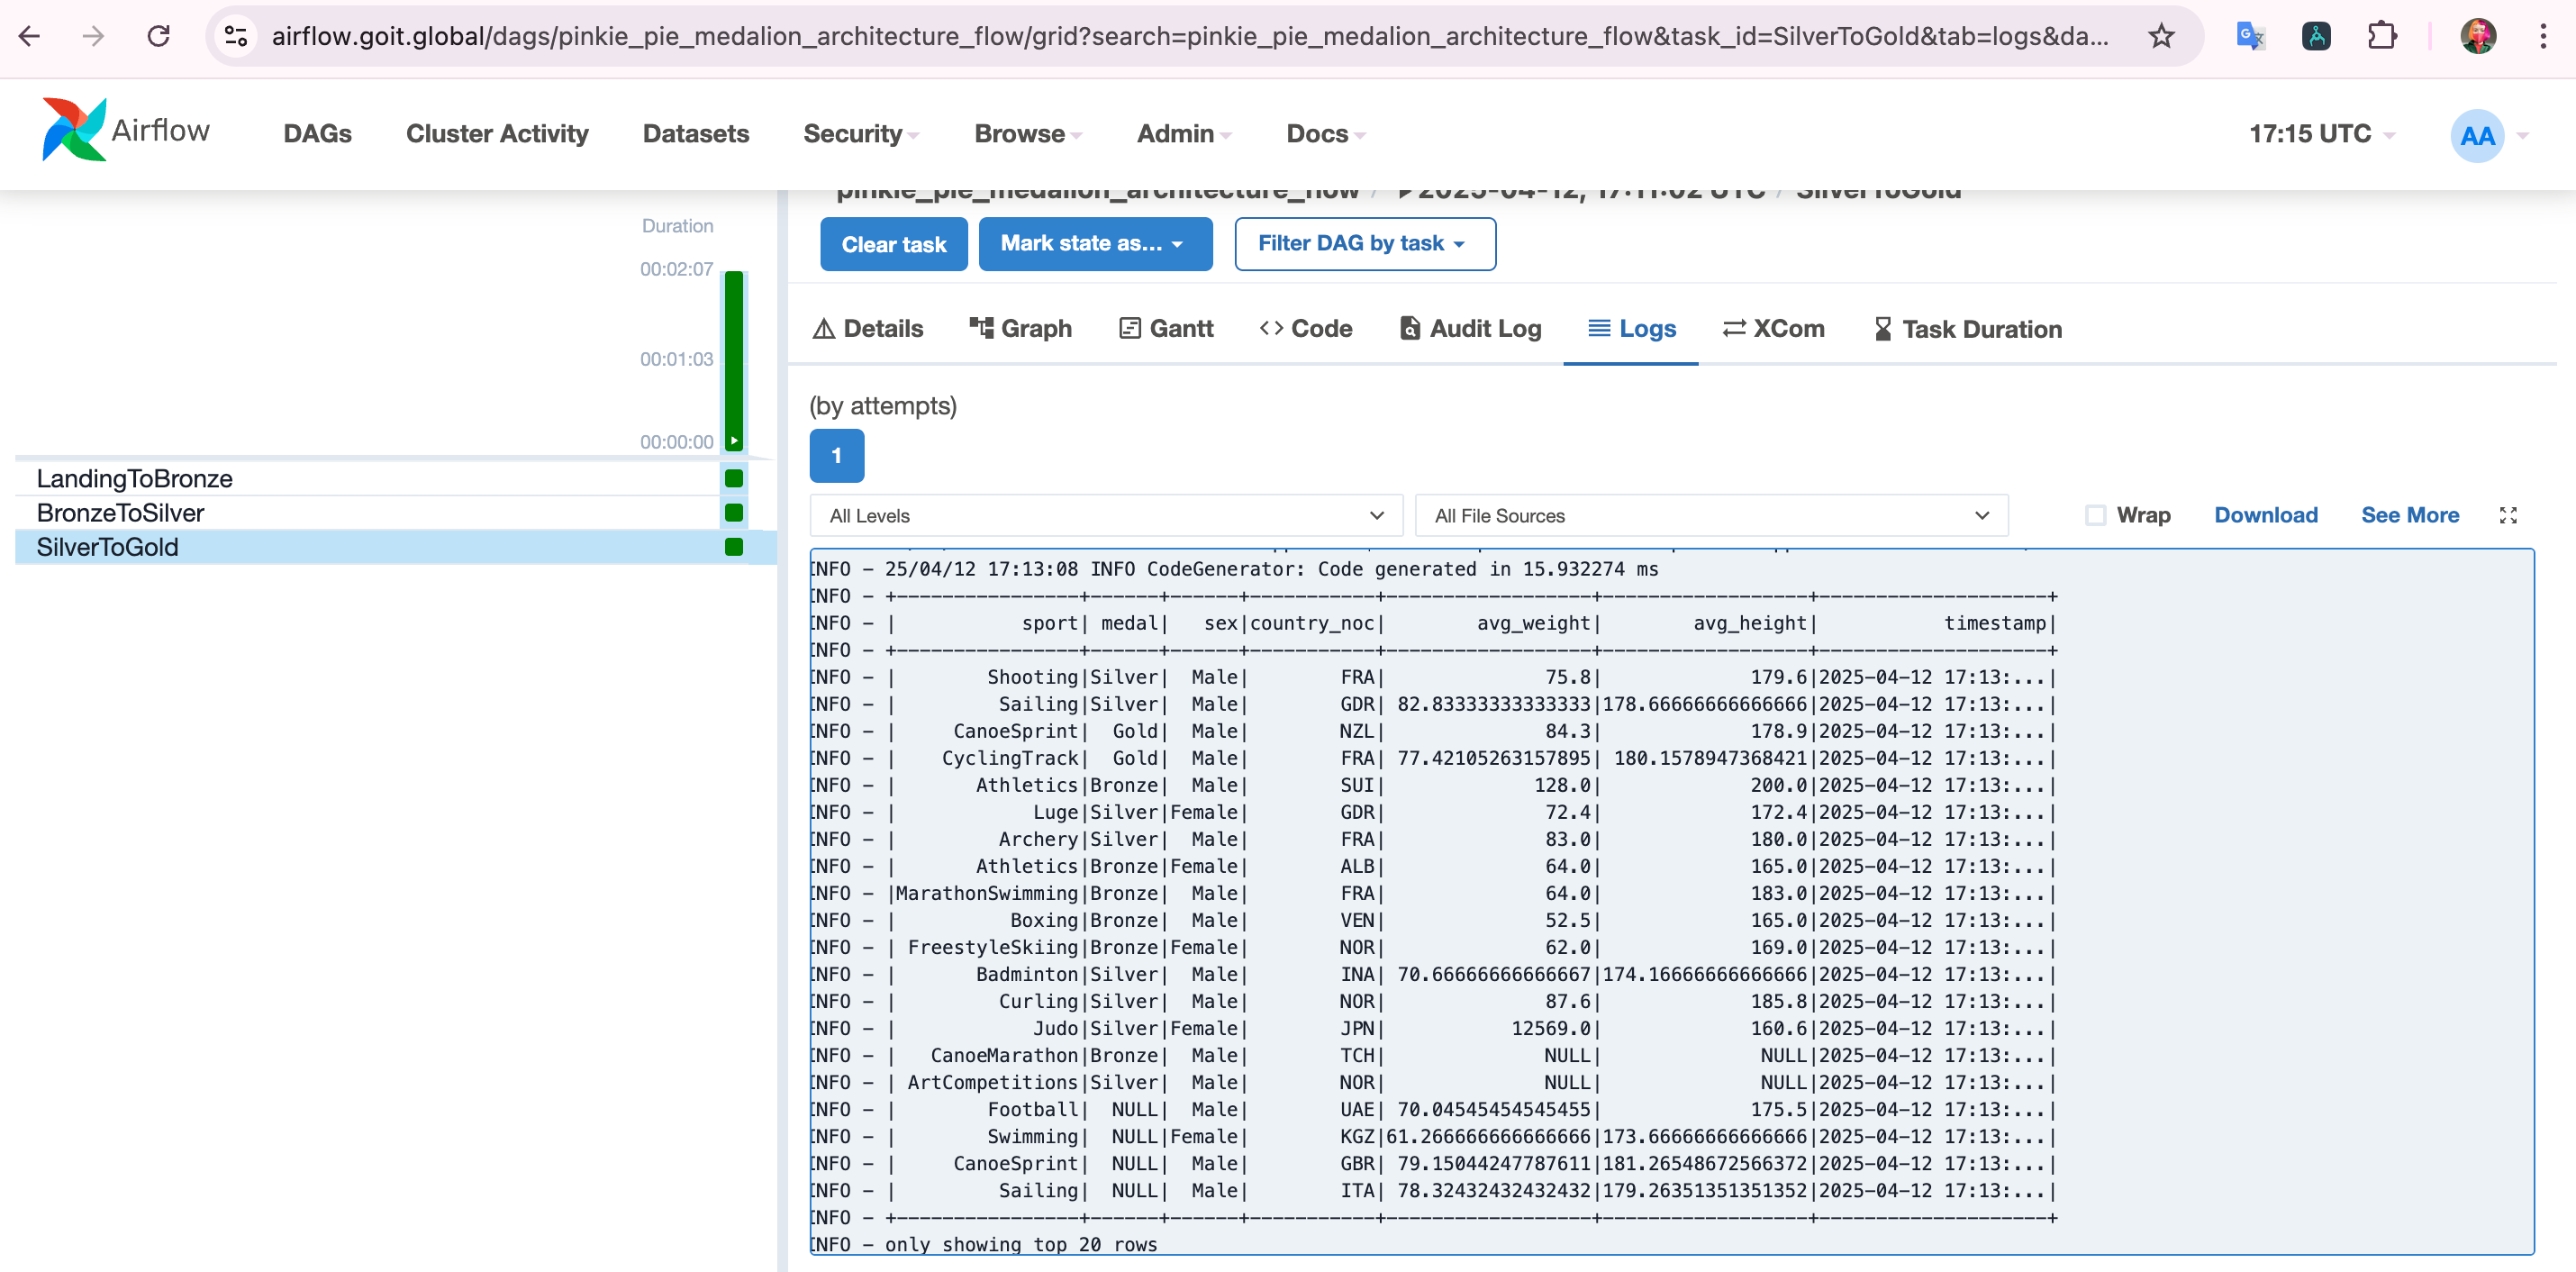 airflow.goit.global/dags/pinkie_pie_medalion_architecture_flow/grid?search=pinkie_pie_medalion_architecture_flow&task_id=SilverToGold&tab=logs&da...
Airflow DAGs Cluster Activity Datasets Security Browse Admin Docs 17:15 UTC AA
pinkie_pie_medalion_architecture_flow / 2025-04-12, 17:11:02 UTC / SilverToGold
Duration
00:02:07
00:01:03
00:00:00
LandingToBronze
BronzeToSilver
SilverToGold
Clear task Mark state as... Filter DAG by task
Details Graph Gantt Code Audit Log Logs XCom Task Duration
(by attempts)
1
All Levels All File Sources Wrap Download See More
INFO - 25/04/12 17:13:08 INFO CodeGenerator: Code generated in 15.932274 ms
INFO - +----------------+------+------+-----------+-----------------+------------------+--------------------+
INFO - |           sport| medal|   sex|country_noc|       avg_weight|        avg_height|           timestamp|
INFO - +----------------+------+------+-----------+-----------------+------------------+--------------------+
INFO - |        Shooting|Silver|  Male|        FRA|             75.8|             179.6|2025-04-12 17:13:...|
INFO - |         Sailing|Silver|  Male|        GDR| 82.83333333333333|178.66666666666666|2025-04-12 17:13:...|
INFO - |     CanoeSprint|  Gold|  Male|        NZL|             84.3|             178.9|2025-04-12 17:13:...|
INFO - |    CyclingTrack|  Gold|  Male|        FRA| 77.42105263157895| 180.1578947368421|2025-04-12 17:13:...|
INFO - |       Athletics|Bronze|  Male|        SUI|            128.0|             200.0|2025-04-12 17:13:...|
INFO - |            Luge|Silver|Female|        GDR|             72.4|             172.4|2025-04-12 17:13:...|
INFO - |         Archery|Silver|  Male|        FRA|             83.0|             180.0|2025-04-12 17:13:...|
INFO - |       Athletics|Bronze|Female|        ALB|             64.0|             165.0|2025-04-12 17:13:...|
INFO - |MarathonSwimming|Bronze|  Male|        FRA|             64.0|             183.0|2025-04-12 17:13:...|
INFO - |          Boxing|Bronze|  Male|        VEN|             52.5|             165.0|2025-04-12 17:13:...|
INFO - | FreestyleSkiing|Bronze|Female|        NOR|             62.0|             169.0|2025-04-12 17:13:...|
INFO - |       Badminton|Silver|  Male|        INA| 70.66666666666667|174.16666666666666|2025-04-12 17:13:...|
INFO - |         Curling|Silver|  Male|        NOR|             87.6|             185.8|2025-04-12 17:13:...|
INFO - |            Judo|Silver|Female|        JPN|          12569.0|             160.6|2025-04-12 17:13:...|
INFO - |   CanoeMarathon|Bronze|  Male|        TCH|             NULL|              NULL|2025-04-12 17:13:...|
INFO - | ArtCompetitions|Silver|  Male|        NOR|             NULL|              NULL|2025-04-12 17:13:...|
INFO - |        Football|  NULL|  Male|        UAE| 70.04545454545455|             175.5|2025-04-12 17:13:...|
INFO - |        Swimming|  NULL|Female|        KGZ|61.266666666666666|173.66666666666666|2025-04-12 17:13:...|
INFO - |     CanoeSprint|  NULL|  Male|        GBR| 79.15044247787611|181.26548672566372|2025-04-12 17:13:...|
INFO - |         Sailing|  NULL|  Male|        ITA| 78.32432432432432|179.26351351351352|2025-04-12 17:13:...|
INFO - +----------------+------+------+-----------+-----------------+------------------+--------------------+
INFO - only showing top 20 rows